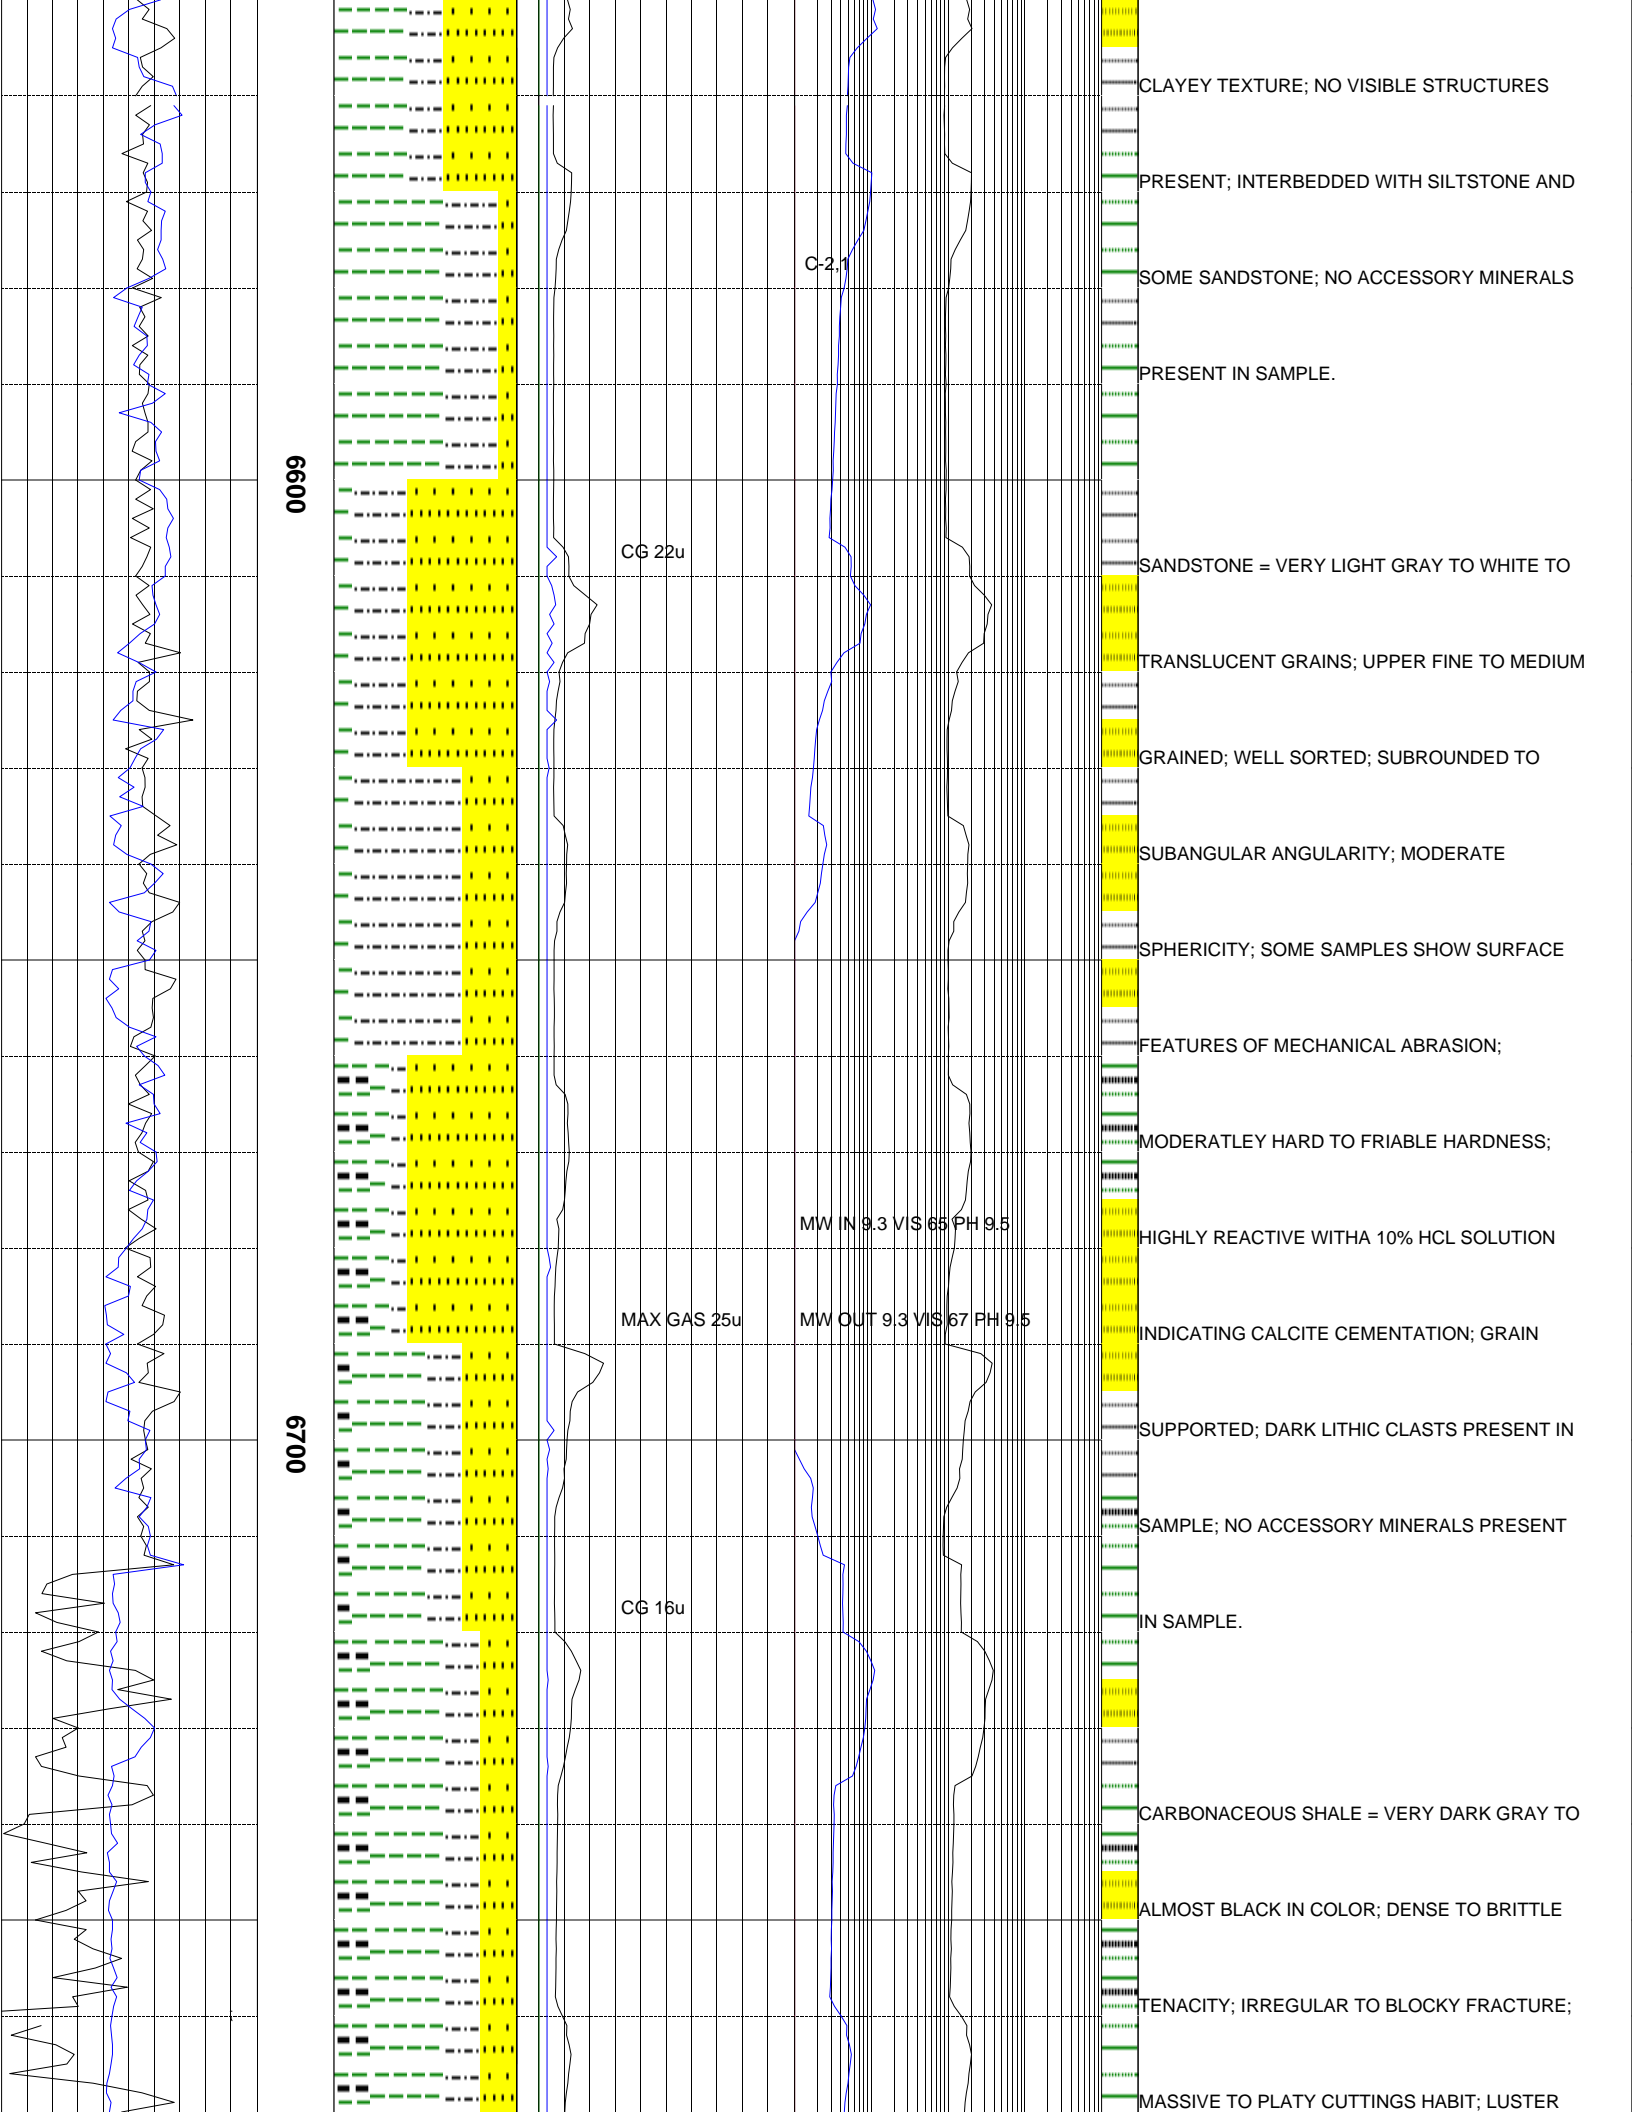 CLAYEY TEXTURE; NO VISIBLE STRUCTURES
PRESENT; INTERBEDDED WITH SILTSTONE AND
C-2,1
SOME SANDSTONE; NO ACCESSORY MINERALS
PRESENT IN SAMPLE.
6600
CG 22u
SANDSTONE = VERY LIGHT GRAY TO WHITE TO
TRANSLUCENT GRAINS; UPPER FINE TO MEDIUM
GRAINED; WELL SORTED; SUBROUNDED TO
SUBANGULAR ANGULARITY; MODERATE
SPHERICITY; SOME SAMPLES SHOW SURFACE
FEATURES OF MECHANICAL ABRASION;
MODERATLEY HARD TO FRIABLE HARDNESS;
MW IN 9.3 VIS 65 PH 9.5
HIGHLY REACTIVE WITHA 10% HCL SOLUTION
MAX GAS 25u
MW OUT 9.3 VIS 67 PH 9.5
INDICATING CALCITE CEMENTATION; GRAIN
6700
SUPPORTED; DARK LITHIC CLASTS PRESENT IN
SAMPLE; NO ACCESSORY MINERALS PRESENT
CG 16u
IN SAMPLE.
CARBONACEOUS SHALE = VERY DARK GRAY TO
ALMOST BLACK IN COLOR; DENSE TO BRITTLE
TENACITY; IRREGULAR TO BLOCKY FRACTURE;
MASSIVE TO PLATY CUTTINGS HABIT; LUSTER